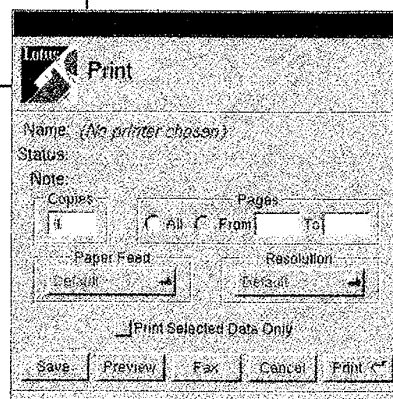 Lotus
Print
Name: (No printer chosen)
Status:
Note:
Copies Pages
1 All From To
Paper Feed Resolution
Default Default
Print Selected Data Only
Save Preview Fax Cancel Print